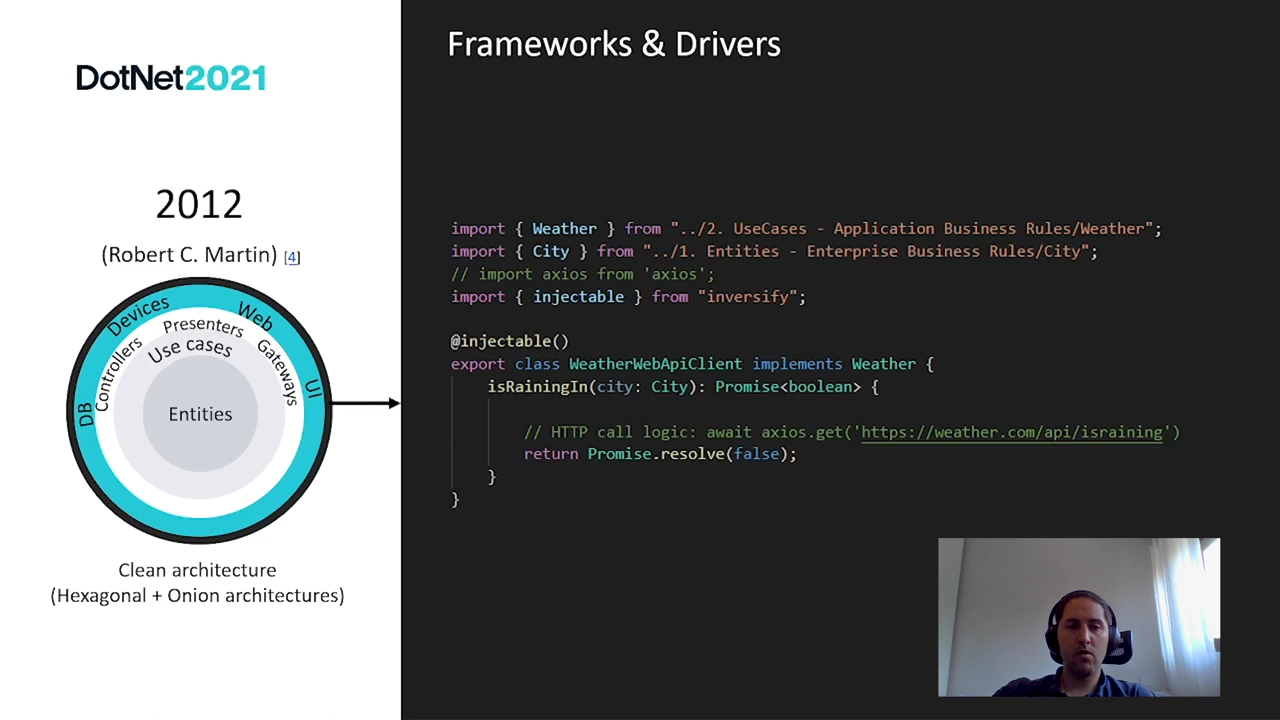 DotNet2021
2012
(Robert C. Martin) [4]
Devices
Web
Presenters
Controllers
Use cases
Gateways
UI
DB
Entities
Clean architecture
(Hexagonal + Onion architectures)
Frameworks & Drivers
import { Weather } from "../2. UseCases - Application Business Rules/Weather";
import { City } from "../1. Entities - Enterprise Business Rules/City";
// import axios from 'axios';
import { injectable } from "inversify";
@injectable()
export class WeatherWebApiClient implements Weather {
isRainingIn(city: City): Promise<boolean> {
// HTTP call logic: await axios.get('https://weather.com/api/israining')
return Promise.resolve(false);
}
}